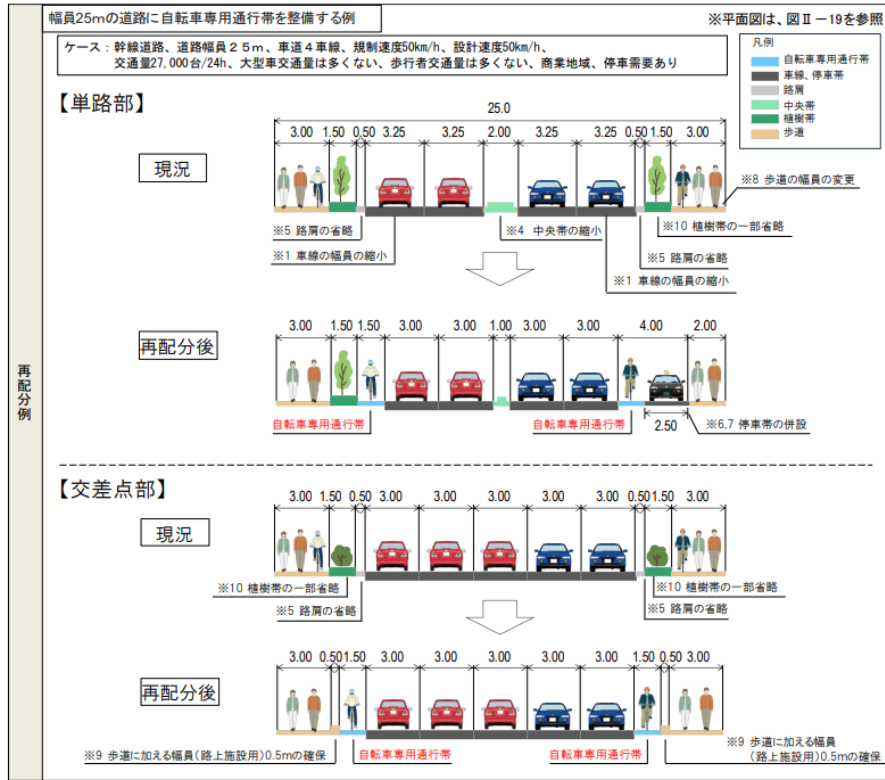 幅員25mの道路に自転車専用通行帯を整備する例
※平面図は、図Ⅱ－19を参照
ケース：幹線道路、道路幅員２５ｍ、車道４車線、規制速度50km/h、設計速度50km/h、
交通量27,000台/24h、大型車交通量は多くない、歩行者交通量は多くない、商業地域、停車需要あり
凡例
自転車専用通行帯
車線、停車帯
路肩
中央帯
植樹帯
歩道
再配分例
【単路部】
25.0
3.00 1.50 0.50 3.25 3.25 2.00 3.25 3.25 0.50 1.50 3.00
現況
※8 歩道の幅員の変更
※5 路肩の省略
※4 中央帯の縮小
※10 植樹帯の一部省略
※1 車線の幅員の縮小
※5 路肩の省略
※1 車線の幅員の縮小
3.00 1.50 1.50 3.00 3.00 1.00 3.00 3.00 4.00 2.00
再配分後
自転車専用通行帯
自転車専用通行帯
2.50
※6,7 停車帯の併設
【交差点部】
3.00 1.50 0.50 3.00 3.00 3.00 3.00 3.00 0.50 1.50 3.00
現況
※10 植樹帯の一部省略
※10 植樹帯の一部省略
※5 路肩の省略
※5 路肩の省略
3.00 0.50 1.50 3.00 3.00 3.00 3.00 3.00 1.50 0.50 3.00
再配分後
※9 歩道に加える幅員(路上施設用)0.5mの確保
自転車専用通行帯
自転車専用通行帯
※9 歩道に加える幅員
(路上施設用)0.5mの確保